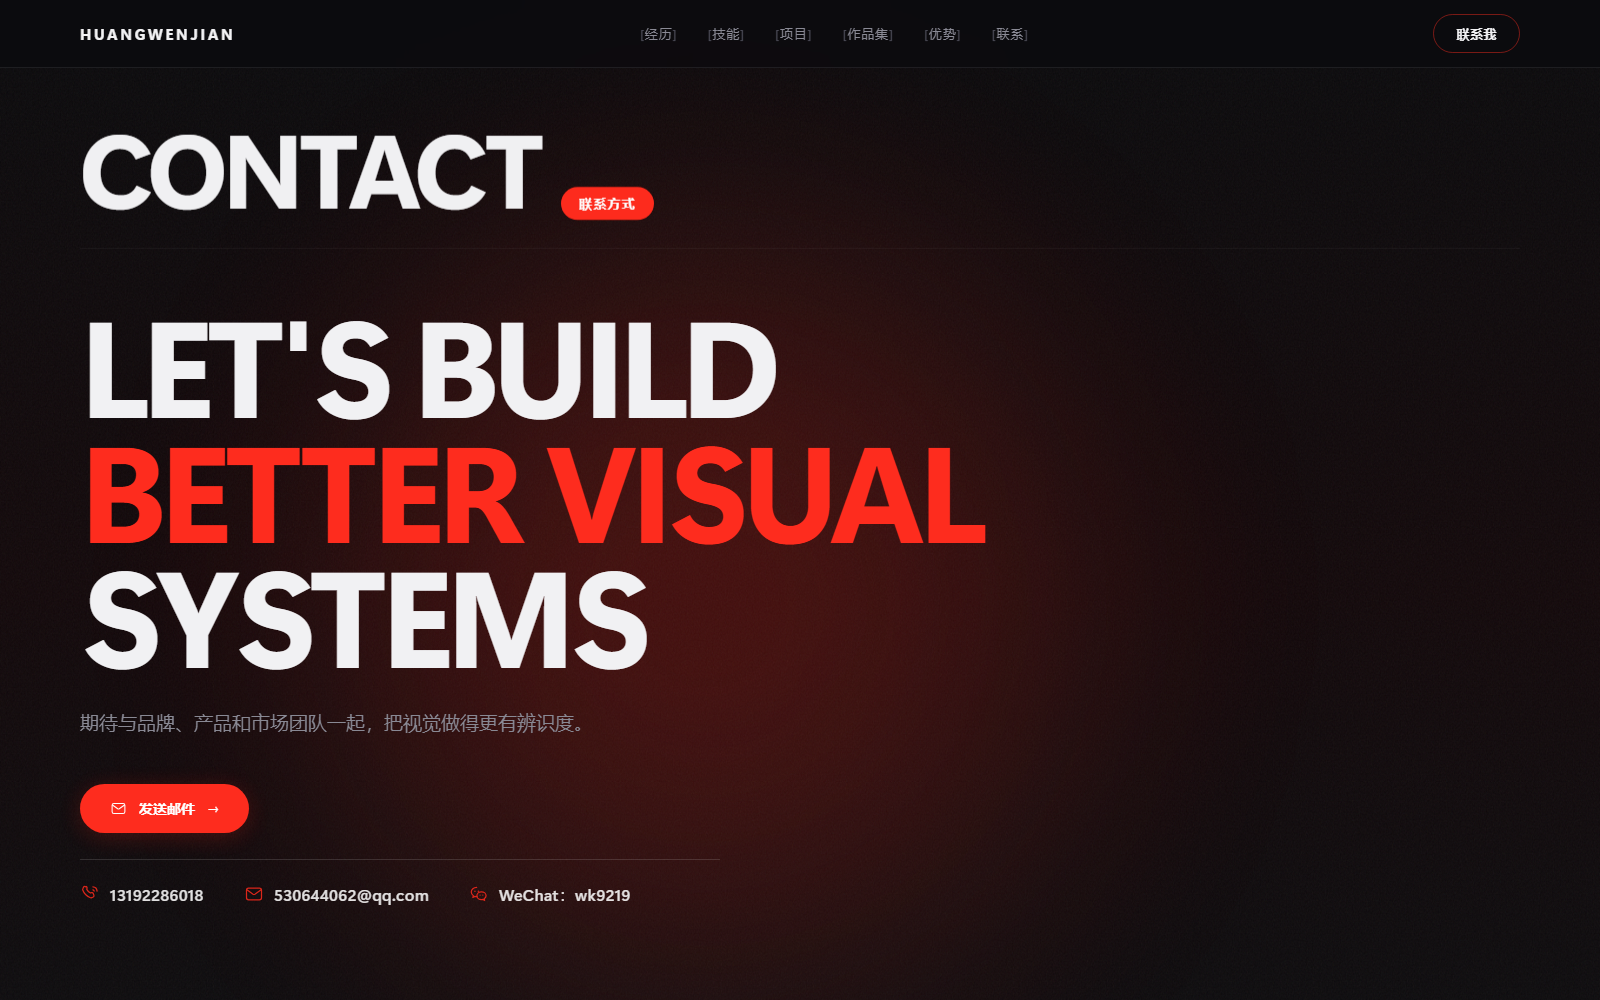 HUANGWENJIAN
[经历] [技能] [项目] [作品集] [优势] [联系]
联系我
CONTACT
联系方式
LET'S BUILD
BETTER VISUAL
SYSTEMS
期待与品牌、产品和市场团队一起，把视觉做得更有辨识度。
发送邮件 →
13192286018 530644062@qq.com WeChat：wk9219